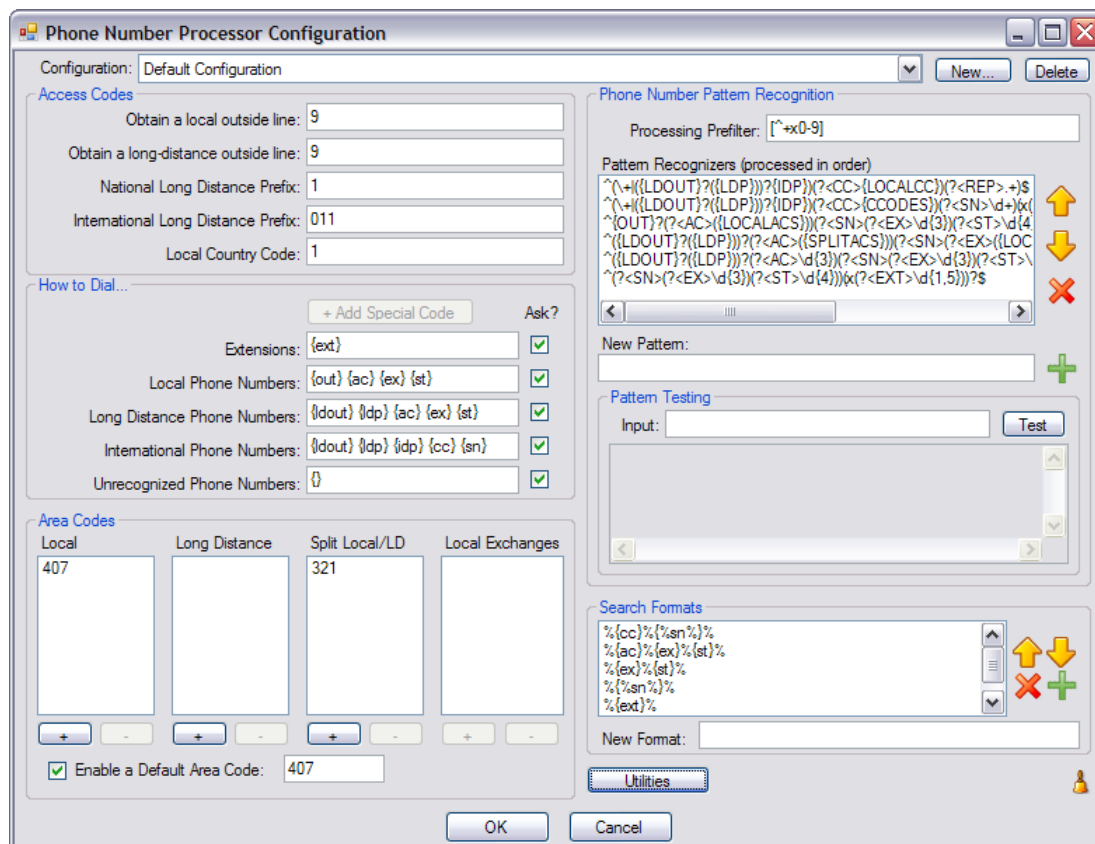 Phone Number Processor Configuration
Configuration: Default Configuration New... Delete
Access Codes
Obtain a local outside line: 9
Obtain a long-distance outside line: 9
National Long Distance Prefix: 1
International Long Distance Prefix: 011
Local Country Code: 1
How to Dial...
+ Add Special Code Ask?
Extensions: {ext}
Local Phone Numbers: {out} {ac} {ex} {st}
Long Distance Phone Numbers: {ldout} {ldp} {ac} {ex} {st}
International Phone Numbers: {ldout} {ldp} {idp} {cc} {sn}
Unrecognized Phone Numbers: {}
Area Codes
Local Long Distance Split Local/LD Local Exchanges
407 321
+ - + - + - + -
Enable a Default Area Code: 407
Phone Number Pattern Recognition
Processing Prefilter: [^+x0-9]
Pattern Recognizers (processed in order)
^(\+|({LDOUT}?({LDP}))?{IDP})(?<CC>{LOCALCC})(?<REP>.+)$
^(\+|({LDOUT}?({LDP}))?{IDP})(?<CC>{CCODES})(?<SN>\d+)(x(
^{OUT}?(?<AC>({LOCALACS}))(?<SN>(?<EX>\d{3})(?<ST>\d{4
^({LDOUT}?({LDP}))?(?<AC>({SPLITACS}))(?<SN>(?<EX>({LOC
^({LDOUT}?({LDP}))?(?<AC>\d{3})(?<SN>(?<EX>\d{3})(?<ST>\
^(?<SN>(?<EX>\d{3})(?<ST>\d{4}))(x(?<EXT>\d{1,5}))?$
New Pattern:
Pattern Testing
Input: Test
Search Formats
%{cc}%{%sn%}%
%{ac}%{ex}%{st}%
%{ex}%{st}%
%{%sn%}%
%{ext}%
New Format:
Utilities
OK Cancel